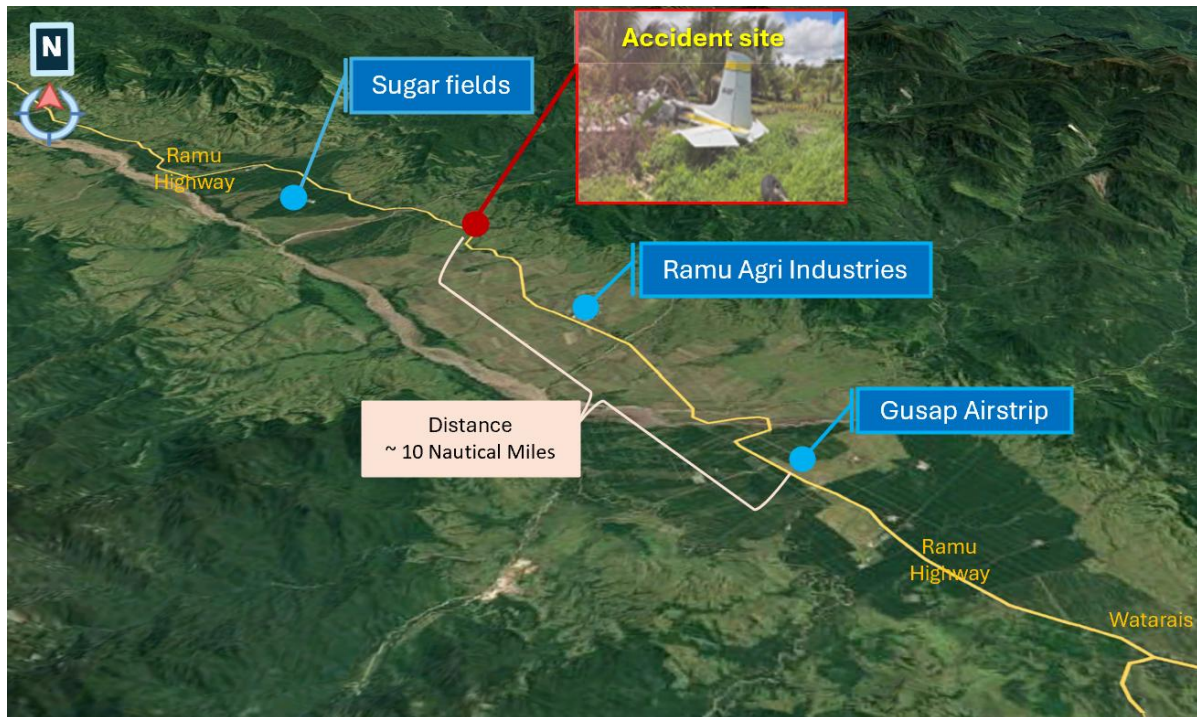 N
Accident site
Sugar fields
Ramu
Highway
Ramu Agri Industries
Gusap Airstrip
Distance
~ 10 Nautical Miles
Ramu
Highway
Watarais